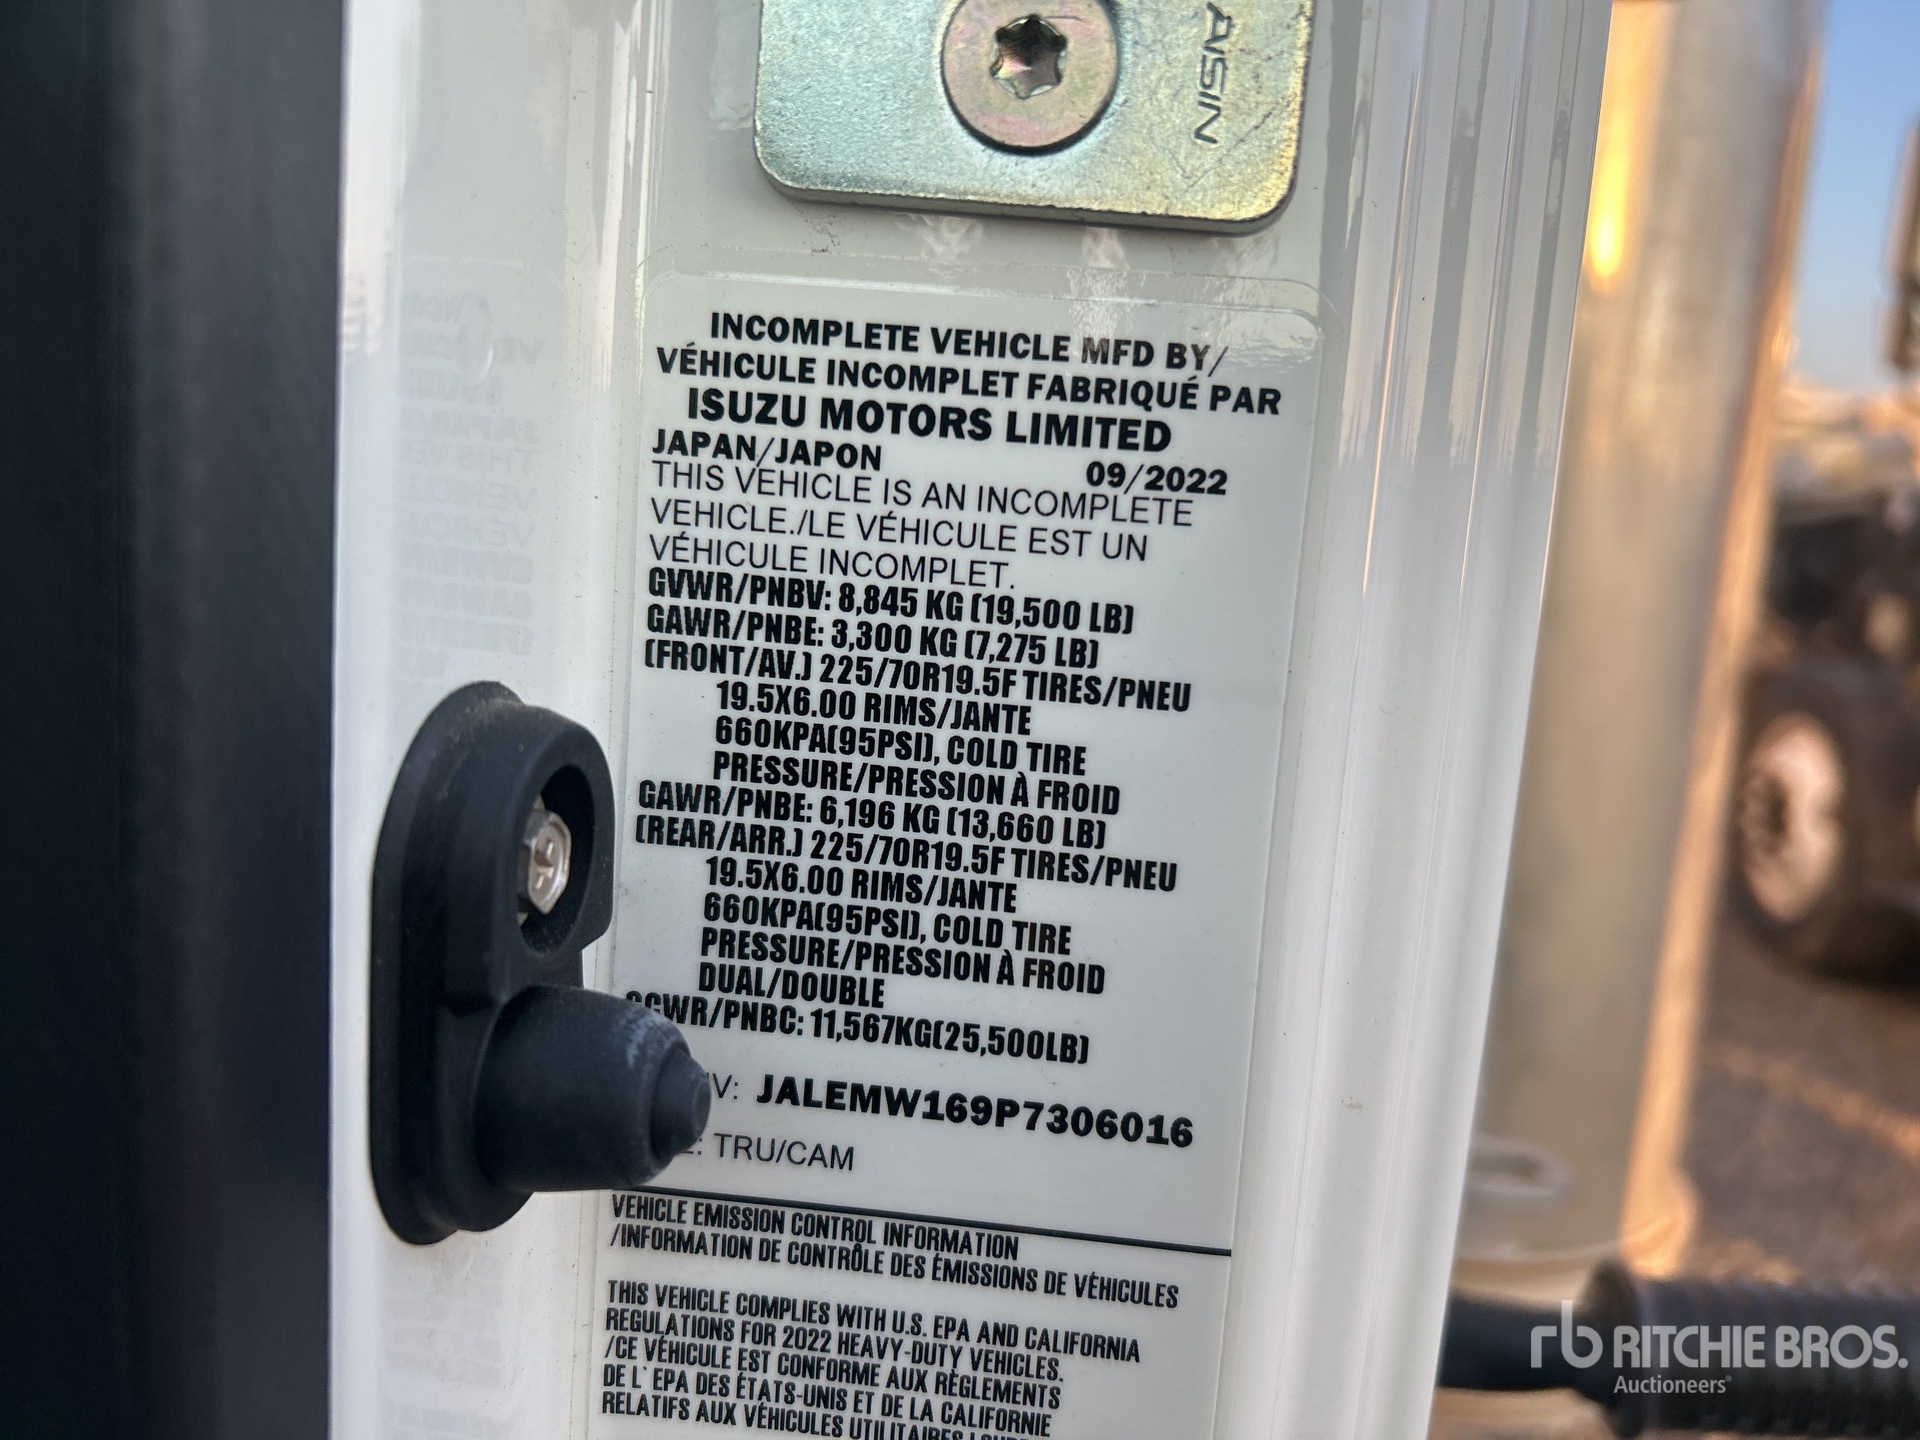 AISIN
INCOMPLETE VEHICLE MFD BY/
VÉHICULE INCOMPLET FABRIQUÉ PAR
ISUZU MOTORS LIMITED
JAPAN/JAPON 09/2022
THIS VEHICLE IS AN INCOMPLETE
VEHICLE./LE VÉHICULE EST UN
VÉHICULE INCOMPLET.
GVWR/PNBV: 8,845 KG (19,500 LB)
GAWR/PNBE: 3,300 KG (7,275 LB)
(FRONT/AV.) 225/70R19.5F TIRES/PNEU
19.5X6.00 RIMS/JANTE
660KPA(95PSI), COLD TIRE
PRESSURE/PRESSION À FROID
GAWR/PNBE: 6,196 KG (13,660 LB)
(REAR/ARR.) 225/70R19.5F TIRES/PNEU
19.5X6.00 RIMS/JANTE
660KPA(95PSI), COLD TIRE
PRESSURE/PRESSION À FROID
DUAL/DOUBLE
GCWR/PNBC: 11,567KG(25,500LB)
IV: JALEMW169P7306016
: TRU/CAM
VEHICLE EMISSION CONTROL INFORMATION
/INFORMATION DE CONTRÔLE DES ÉMISSIONS DE VÉHICULES
THIS VEHICLE COMPLIES WITH U.S. EPA AND CALIFORNIA
REGULATIONS FOR 2022 HEAVY-DUTY VEHICLES.
/CE VÉHICULE EST CONFORME AUX RÈGLEMENTS
DE L'EPA DES ÉTATS-UNIS ET DE LA CALIFORNIE
RELATIFS AUX VÉHICULES UTILITAIRES
rb RITCHIE BROS.
Auctioneers